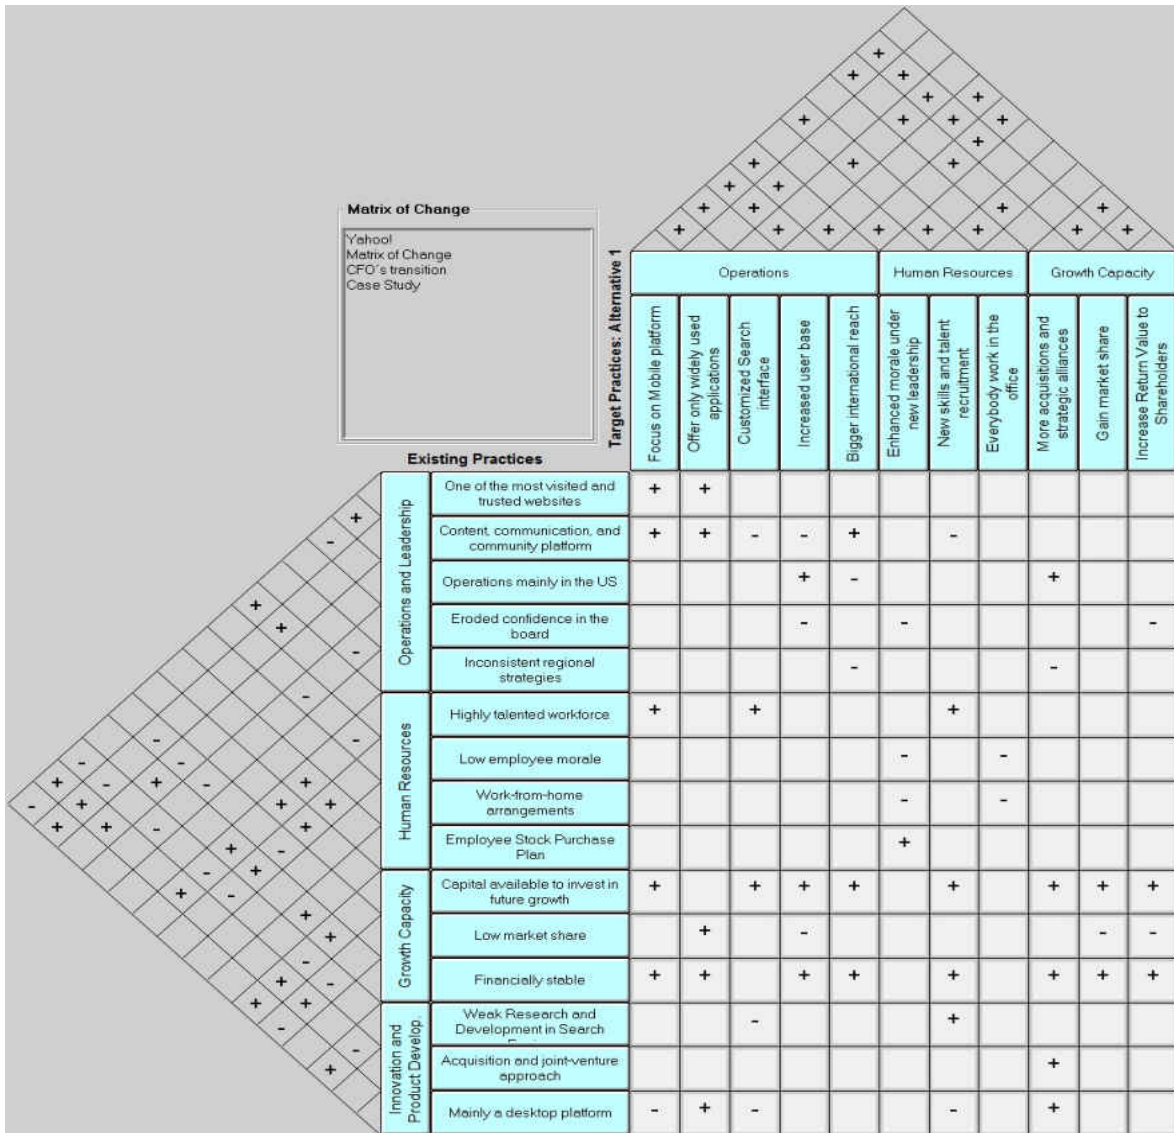 Matrix of Change
Yahoo!
Matrix of Change
CFO´s transition
Case Study
Target Practices: Alternative 1
Operations
Human Resources
Growth Capacity
Focus on Mobile platform
Offer only widely used
applications
Customized Search
interface
Increased user base
Bigger international reach
Enhanced morale under
new leadership
New skills and talent
recruitment
Everybody work in the
office
More acquisitions and
strategic alliances
Gain market share
Increase Return Value to
Shareholders
Existing Practices
Operations and Leadership
One of the most visited and
trusted websites
+ +
Content, communication, and
community platform
+ + - - + -
Operations mainly in the US
+ - +
Eroded confidence in the
board
- - -
Inconsistent regional
strategies
- -
Human Resources
Highly talented workforce
+ + +
Low employee morale
- -
Work-from-home
arrangements
- -
Employee Stock Purchase
Plan
+
Growth Capacity
Capital available to invest in
future growth
+ + + + + + + +
Low market share
+ - - -
Financially stable
+ + + + + + + +
Innovation and
Product Develop.
Weak Research and
Development in Search
- +
Acquisition and joint-venture
approach
+
Mainly a desktop platform
- + - - +